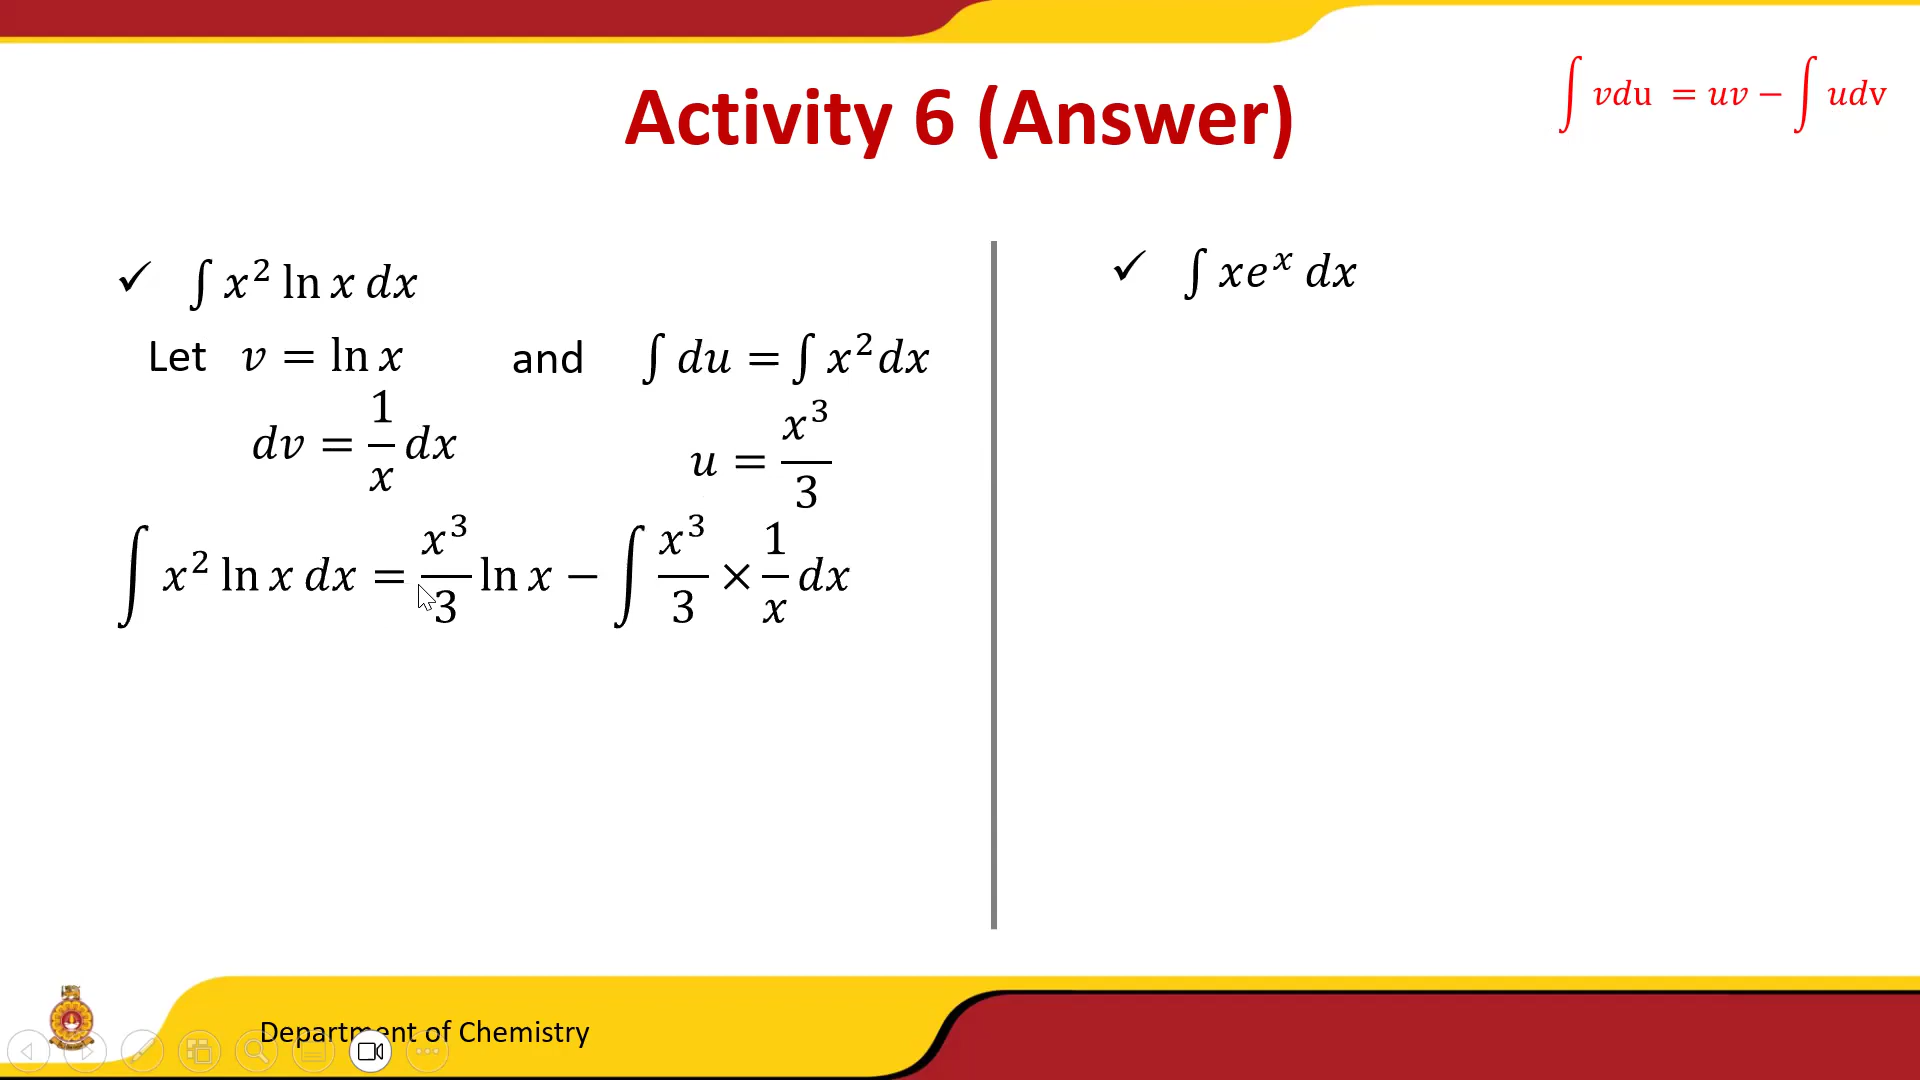 ∫ vdu = uv − ∫ udv
Activity 6 (Answer)
✓ ∫ x² ln x dx
Let v = ln x and ∫ du = ∫ x² dx
dv = 1/x dx
u = x³/3
∫ x² ln x dx = x³/3 ln x − ∫ x³/3 × 1/x dx
✓ ∫ xeˣ dx
Department of Chemistry